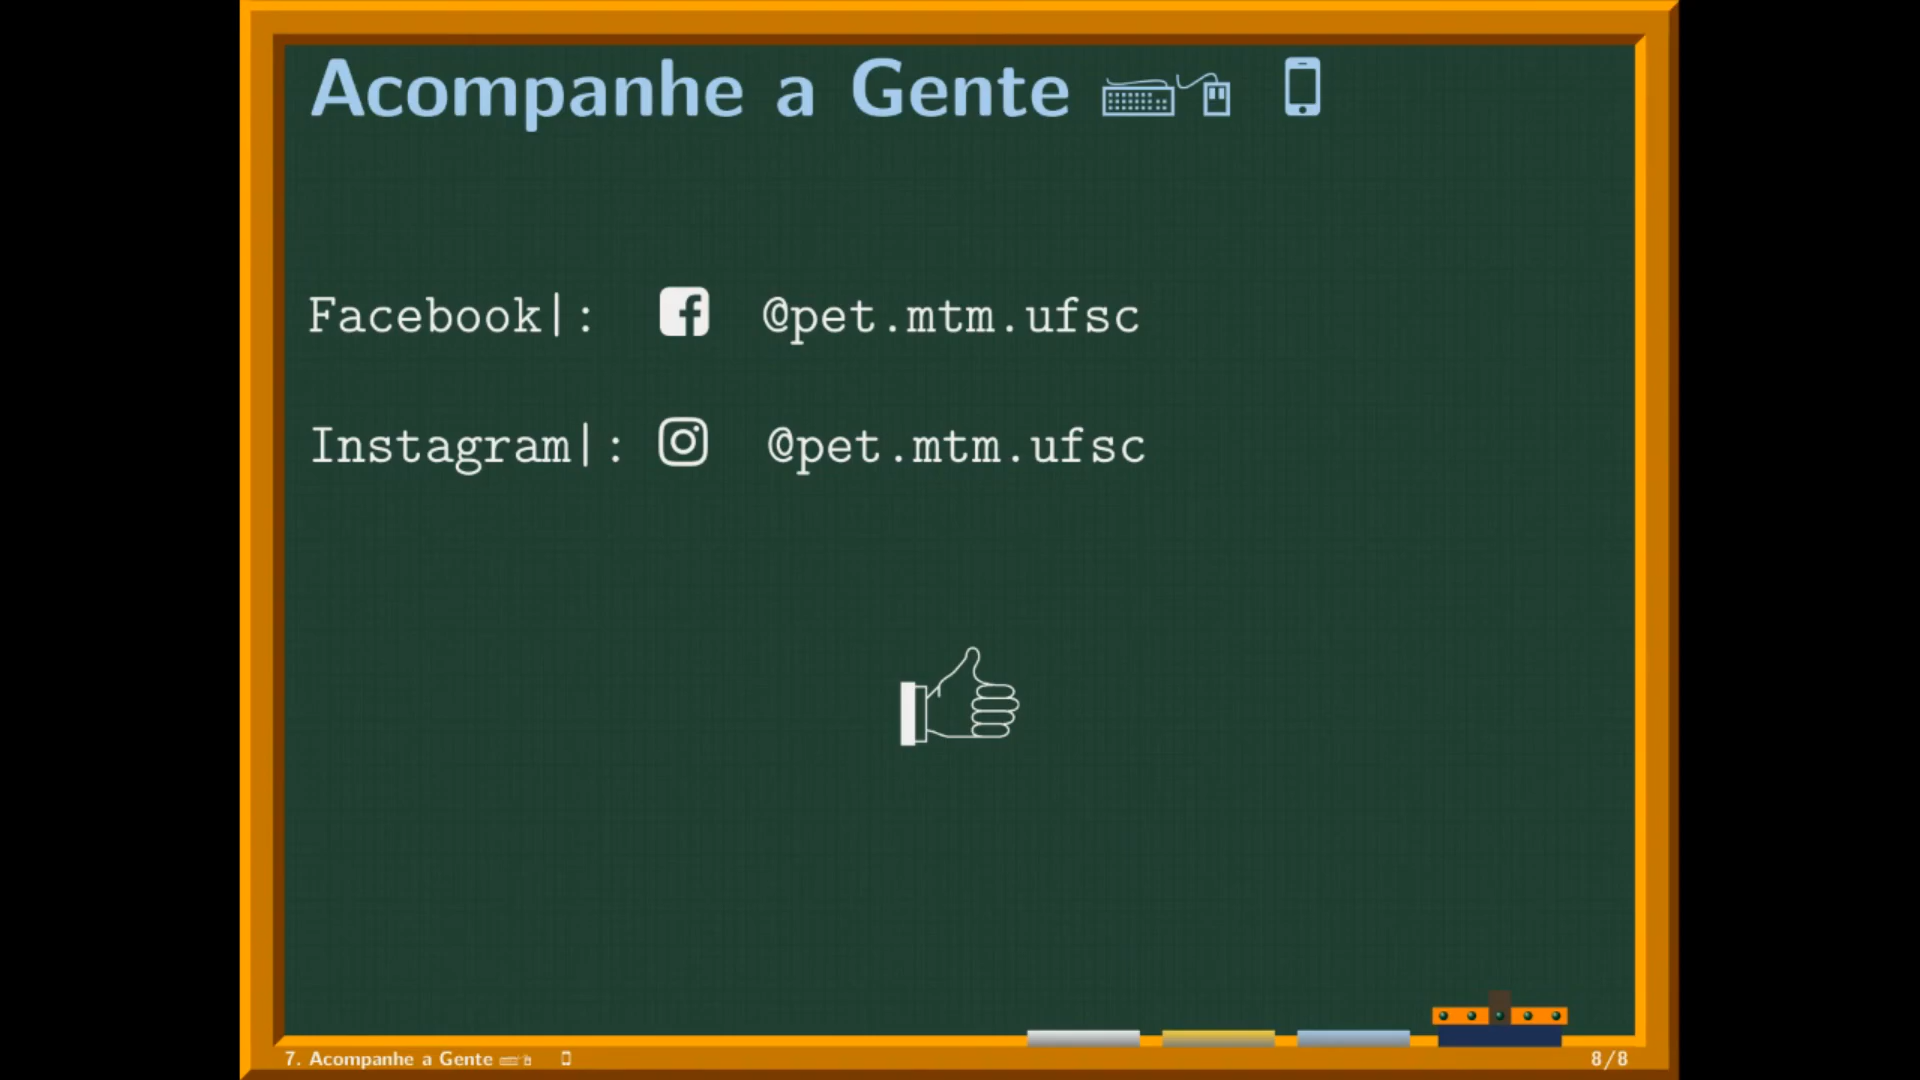 Acompanhe a Gente
Facebook|: @pet.mtm.ufsc
Instagram|: @pet.mtm.ufsc
7. Acompanhe a Gente
8/8